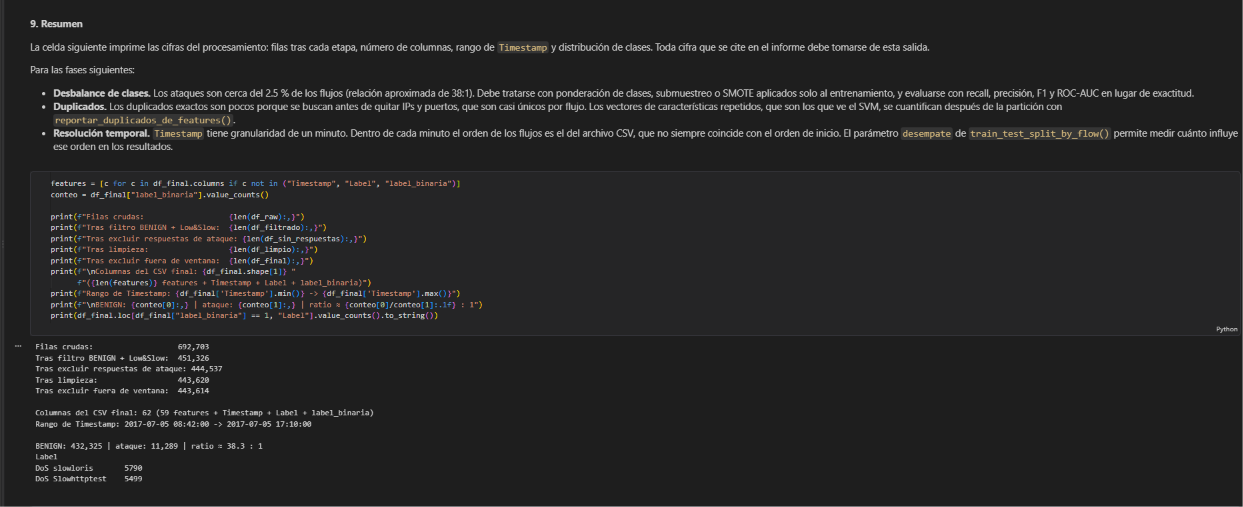 9. Resumen
La celda siguiente imprime las cifras del procesamiento: filas tras cada etapa, número de columnas, rango de Timestamp y distribución de clases. Toda cifra que se cite en el informe debe tomarse de esta salida.
Para las fases siguientes:
• Desbalance de clases. Los ataques son cerca del 2.5 % de los flujos (relación aproximada de 38:1). Debe tratarse con ponderación de clases, submuestreo o SMOTE aplicados solo al entrenamiento, y evaluarse con recall, precisión, F1 y ROC-AUC en lugar de exactitud.
• Duplicados. Los duplicados exactos son pocos porque se buscan antes de quitar IPs y puertos, que son casi únicos por flujo. Los vectores de características repetidos, que son los que ve el SVM, se cuantifican después de la partición con
reportar_duplicados_de_features().
• Resolución temporal. Timestamp tiene granularidad de un minuto. Dentro de cada minuto el orden de los flujos es el del archivo CSV, que no siempre coincide con el orden de inicio. El parámetro desempate de train_test_split_by_flow() permite medir cuánto influye
ese orden en los resultados.
features = [c for c in df_final.columns if c not in ("Timestamp", "Label", "label_binaria")]
conteo = df_final["label_binaria"].value_counts()
print(f"Filas crudas:                    {len(df_raw):,}")
print(f"Tras filtro BENIGN + Low&Slow:  {len(df_filtrado):,}")
print(f"Tras excluir respuestas de ataque: {len(df_sin_respuestas):,}")
print(f"Tras limpieza:                   {len(df_limpio):,}")
print(f"Tras excluir fuera de ventana:  {len(df_final):,}")
print(f"\nColumnas del CSV final: {df_final.shape[1]} "
f"({len(features)} features + Timestamp + Label + label_binaria)")
print(f"Rango de Timestamp: {df_final['Timestamp'].min()} -> {df_final['Timestamp'].max()}")
print(f"\nBENIGN: {conteo[0]:,} | ataque: {conteo[1]:,} | ratio ≈ {conteo[0]/conteo[1]:.1f} : 1")
print(df_final.loc[df_final["label_binaria"] == 1, "Label"].value_counts().to_string())
Python
... Filas crudas:                    692,703
Tras filtro BENIGN + Low&Slow:  451,326
Tras excluir respuestas de ataque: 444,537
Tras limpieza:                   443,620
Tras excluir fuera de ventana:  443,614
Columnas del CSV final: 62 (59 features + Timestamp + Label + label_binaria)
Rango de Timestamp: 2017-07-05 08:42:00 -> 2017-07-05 17:10:00
BENIGN: 432,325 | ataque: 11,289 | ratio ≈ 38.3 : 1
Label
DoS slowloris       5790
DoS Slowhttptest    5499